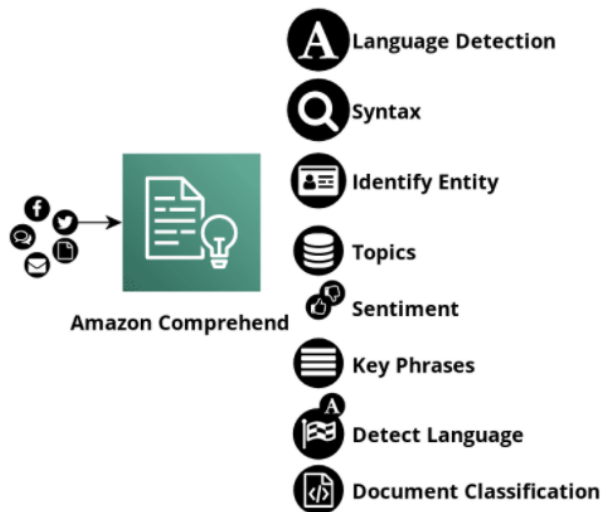 Language Detection
Syntax
Identify Entity
Topics
Sentiment
Key Phrases
Detect Language
Document Classification
Amazon Comprehend